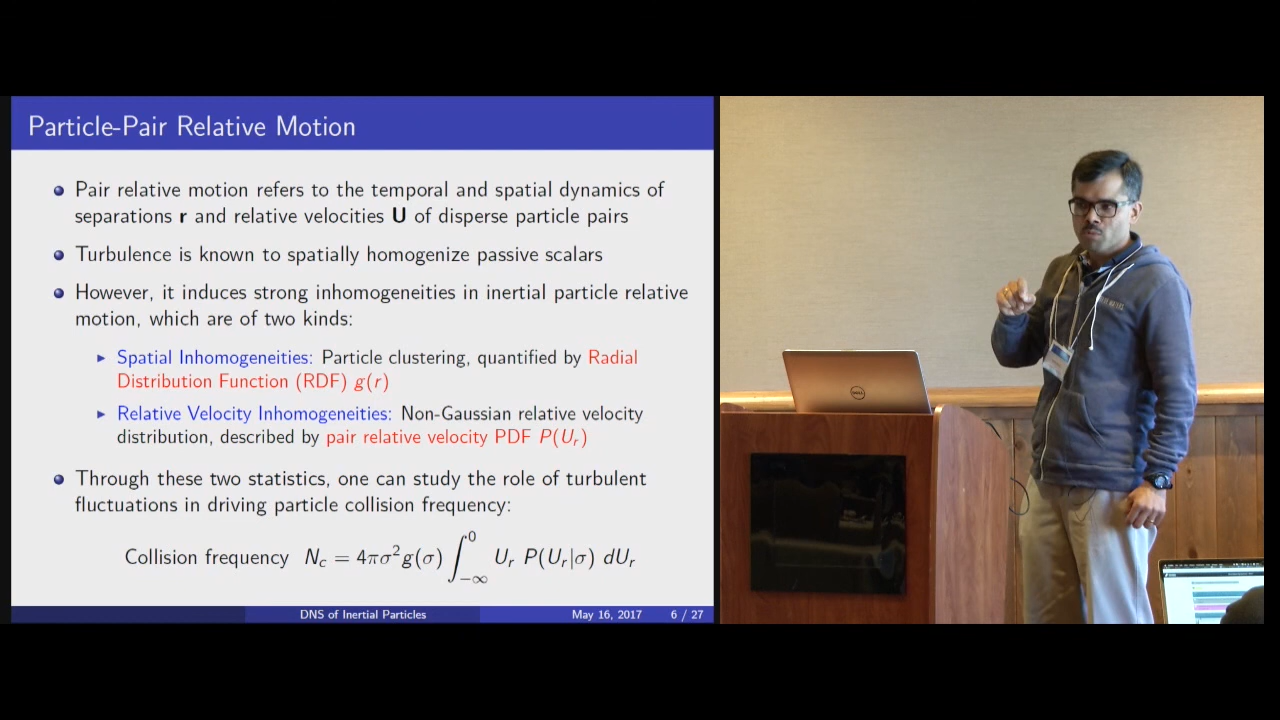 Particle-Pair Relative Motion
Pair relative motion refers to the temporal and spatial dynamics of
separations r and relative velocities U of disperse particle pairs
Turbulence is known to spatially homogenize passive scalars
However, it induces strong inhomogeneities in inertial particle relative
motion, which are of two kinds:
Spatial Inhomogeneities: Particle clustering, quantified by Radial
Distribution Function (RDF) g(r)
Relative Velocity Inhomogeneities: Non-Gaussian relative velocity
distribution, described by pair relative velocity PDF P(U_r)
Through these two statistics, one can study the role of turbulent
fluctuations in driving particle collision frequency:
Collision frequency N_c = 4πσ²g(σ) ∫_{-∞}^{0} U_r P(U_r|σ) dU_r
DNS of Inertial Particles May 16, 2017 6 / 27
DELL